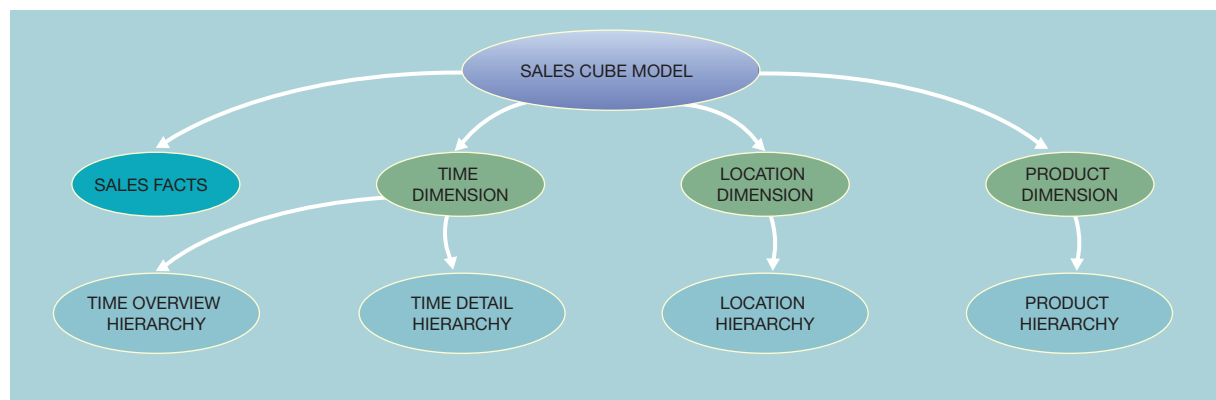 SALES CUBE MODEL
SALES FACTS
TIME
DIMENSION
LOCATION
DIMENSION
PRODUCT
DIMENSION
TIME OVERVIEW
HIERARCHY
TIME DETAIL
HIERARCHY
LOCATION
HIERARCHY
PRODUCT
HIERARCHY